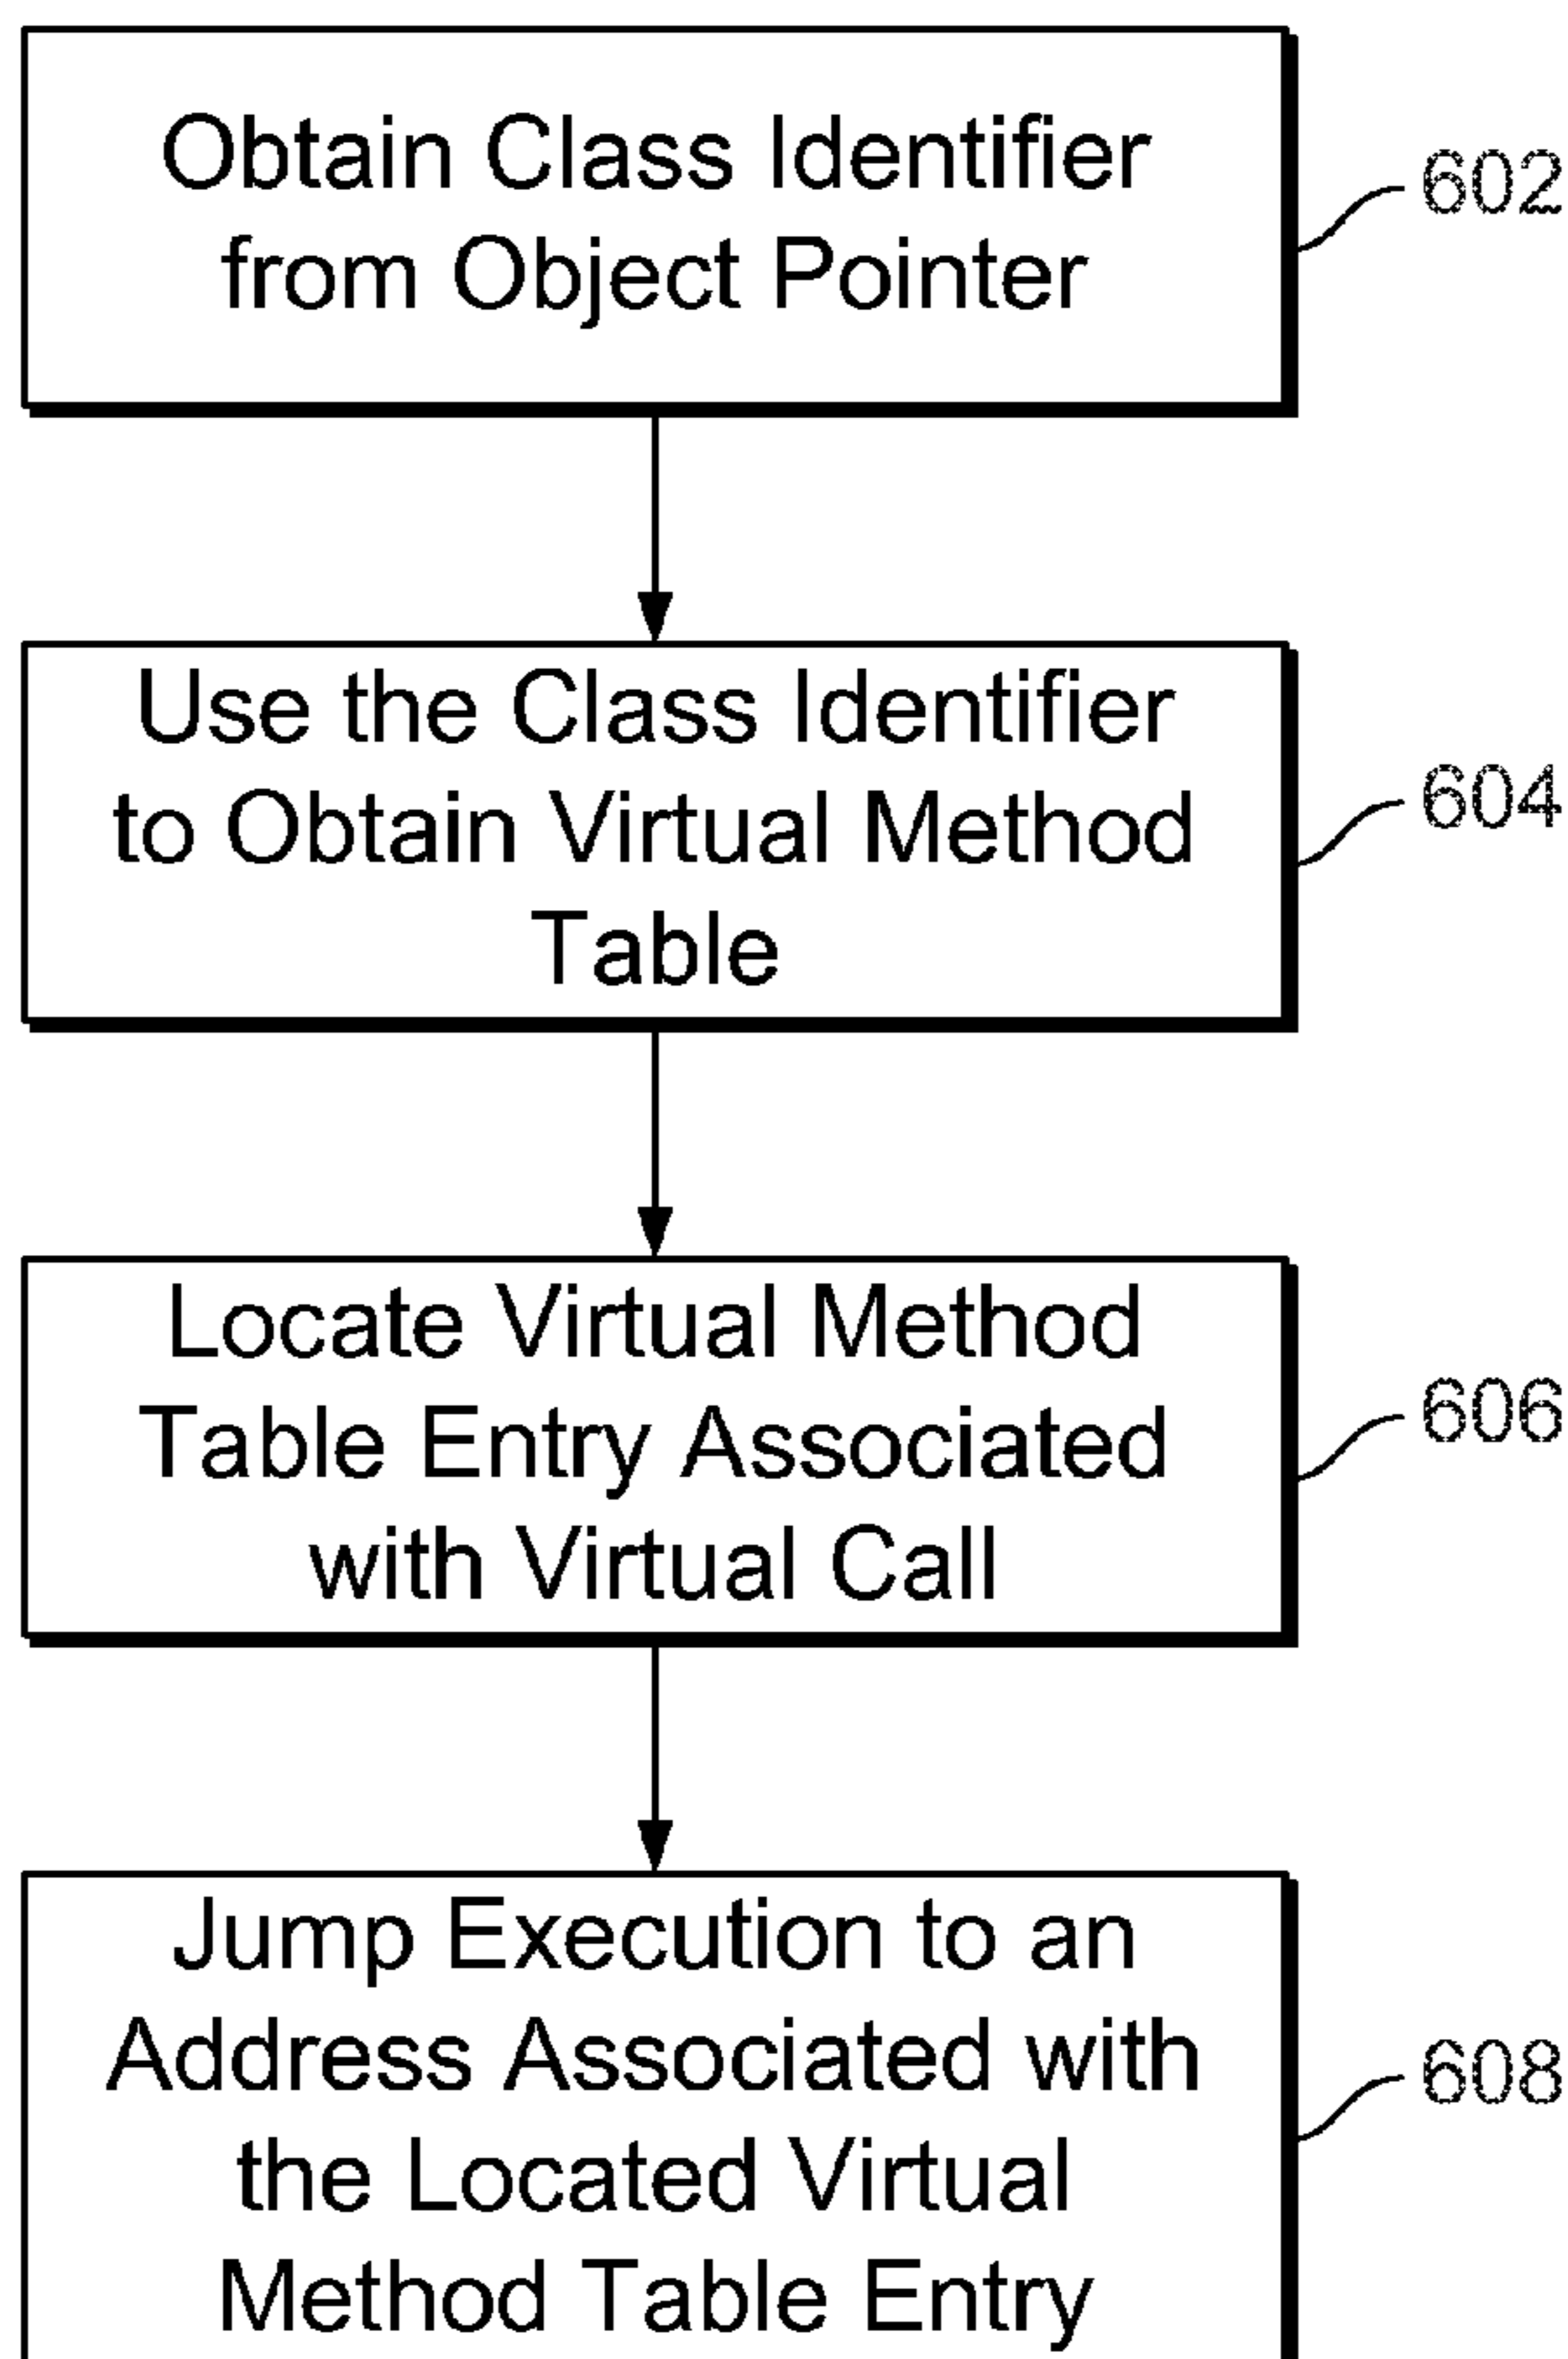 Obtain Class Identifier
from Object Pointer
602
Use the Class Identifier
to Obtain Virtual Method
Table
604
Locate Virtual Method
Table Entry Associated
with Virtual Call
606
Jump Execution to an
Address Associated with
the Located Virtual
Method Table Entry
608